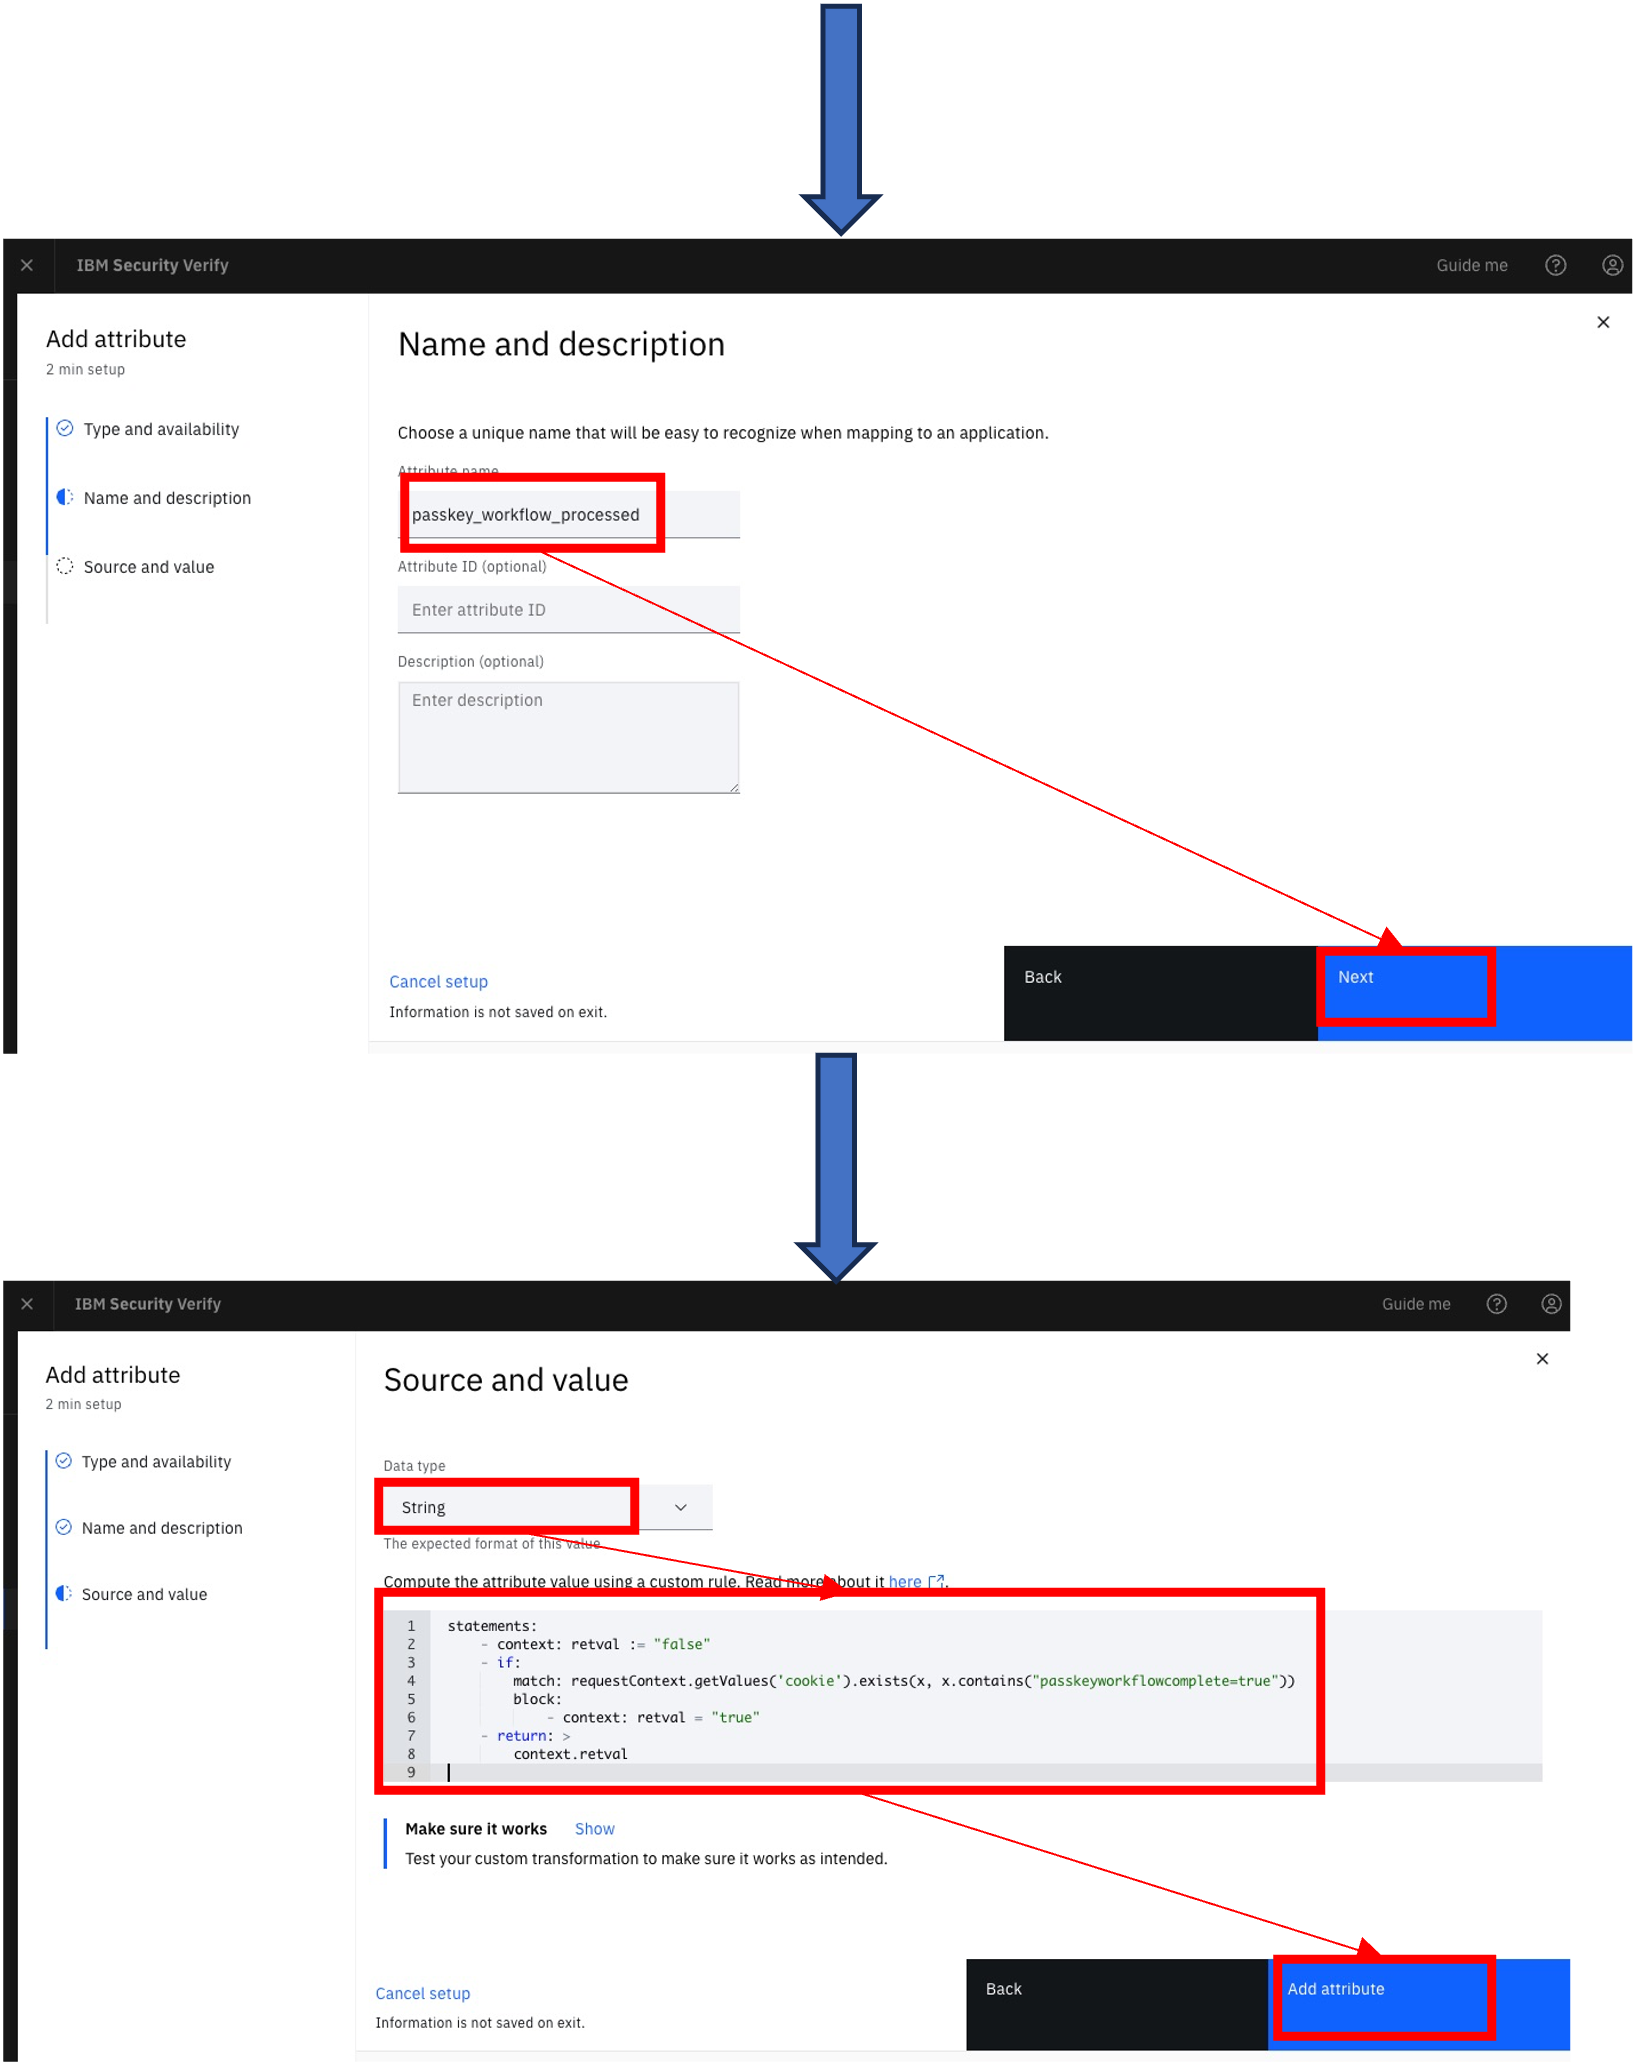 IBM Security Verify
Guide me
Add attribute
2 min setup
Type and availability
Name and description
Source and value
Name and description
Choose a unique name that will be easy to recognize when mapping to an application.
Attribute name
passkey_workflow_processed
Attribute ID (optional)
Enter attribute ID
Description (optional)
Enter description
Cancel setup
Information is not saved on exit.
Back
Next
IBM Security Verify
Guide me
Add attribute
2 min setup
Type and availability
Name and description
Source and value
Source and value
Data type
String
The expected format of this value
Compute the attribute value using a custom rule. Read more about it here.
1 statements:
2 - context: retval := "false"
3 - if:
4 match: requestContext.getValues('cookie').exists(x, x.contains("passkeyworkflowcomplete=true"))
5 block:
6 - context: retval = "true"
7 - return: >
8 context.retval
9
Make sure it works Show
Test your custom transformation to make sure it works as intended.
Cancel setup
Information is not saved on exit.
Back
Add attribute